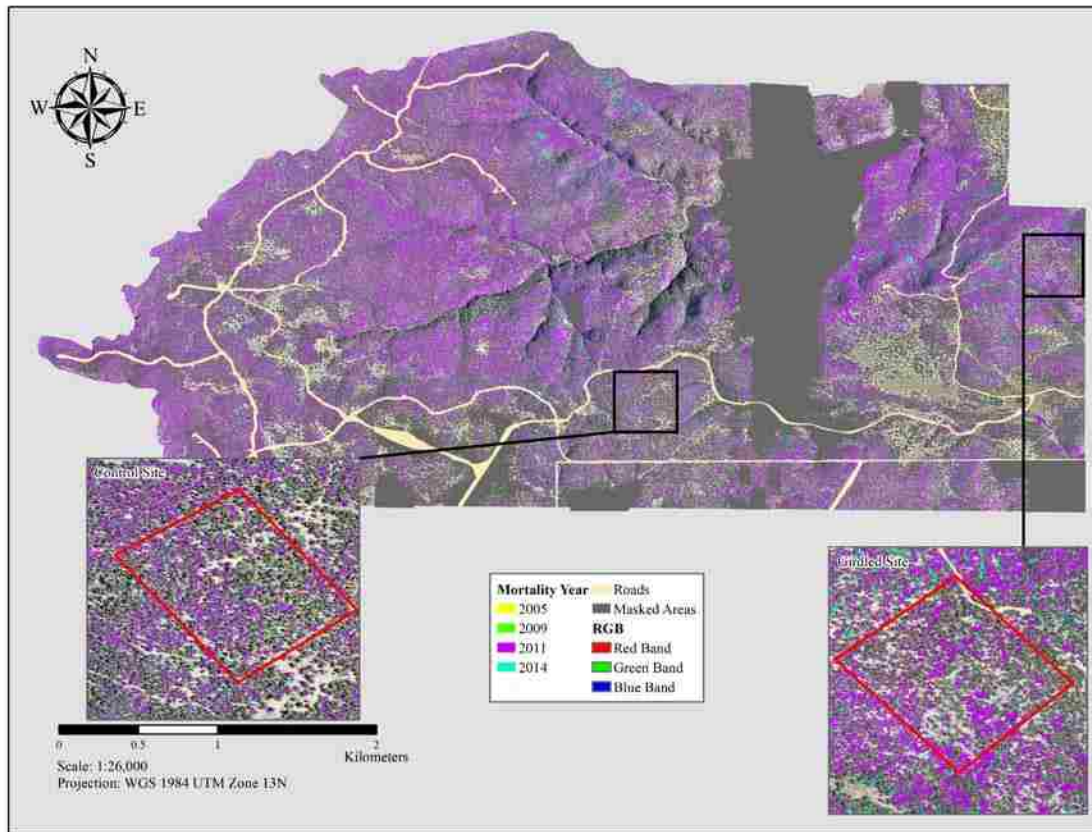 N
W E
S
Control Site
Girdled Site
Mortality Year
2005
2009
2011
2014
Roads
Masked Areas
RGB
Red Band
Green Band
Blue Band
0 0.5 1 2
Kilometers
Scale: 1:26,000
Projection: WGS 1984 UTM Zone 13N